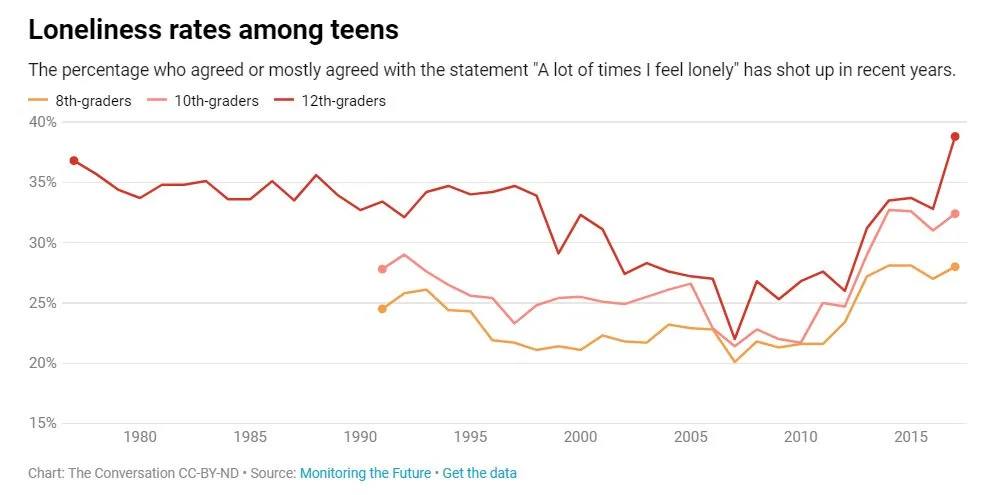 Loneliness rates among teens
The percentage who agreed or mostly agreed with the statement "A lot of times I feel lonely" has shot up in recent years.
8th-graders 10th-graders 12th-graders
40%
35%
30%
25%
20%
15%
1980 1985 1990 1995 2000 2005 2010 2015
Chart: The Conversation CC-BY-ND • Source: Monitoring the Future • Get the data